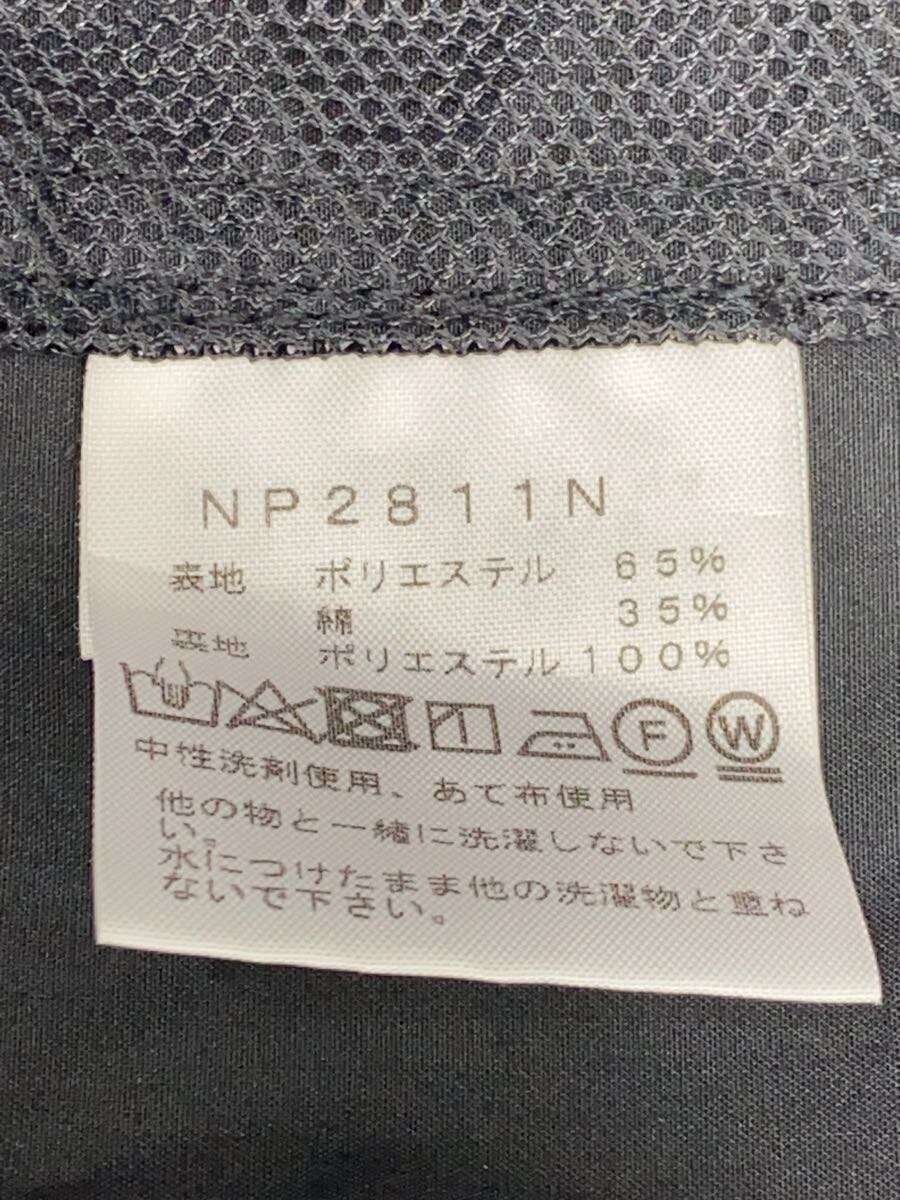 NP2811N
表地 ポリエステル 65%
綿 35%
裏地 ポリエステル100%
F W
中性洗剤使用、あて布使用
他の物と一緒に洗濯しないで下さ
い。
水につけたまま他の洗濯物と重ね
ないで下さい。